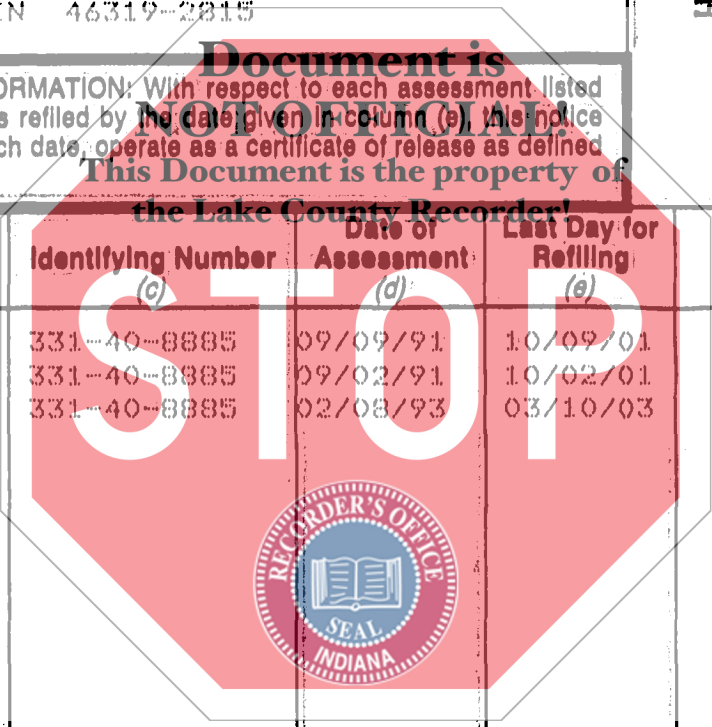 IN 46319-2815
Document is
ORMATION: With respect to each assessment listed
s refiled by the date given in column (e), this notice
NOT OFFICIAL!
ch date, operate as a certificate of release as defined
This Document is the property of
the Lake County Recorder!
Identifying Number
(c)
Date of
Assessment
(d)
Last Day for
Refiling
(e)
331-40-8885 09/09/91 10/09/01
331-40-8885 09/02/91 10/02/01
331-40-8885 02/08/93 03/10/03
STOP
RECORDER'S OFFICE
SEAL
INDIANA